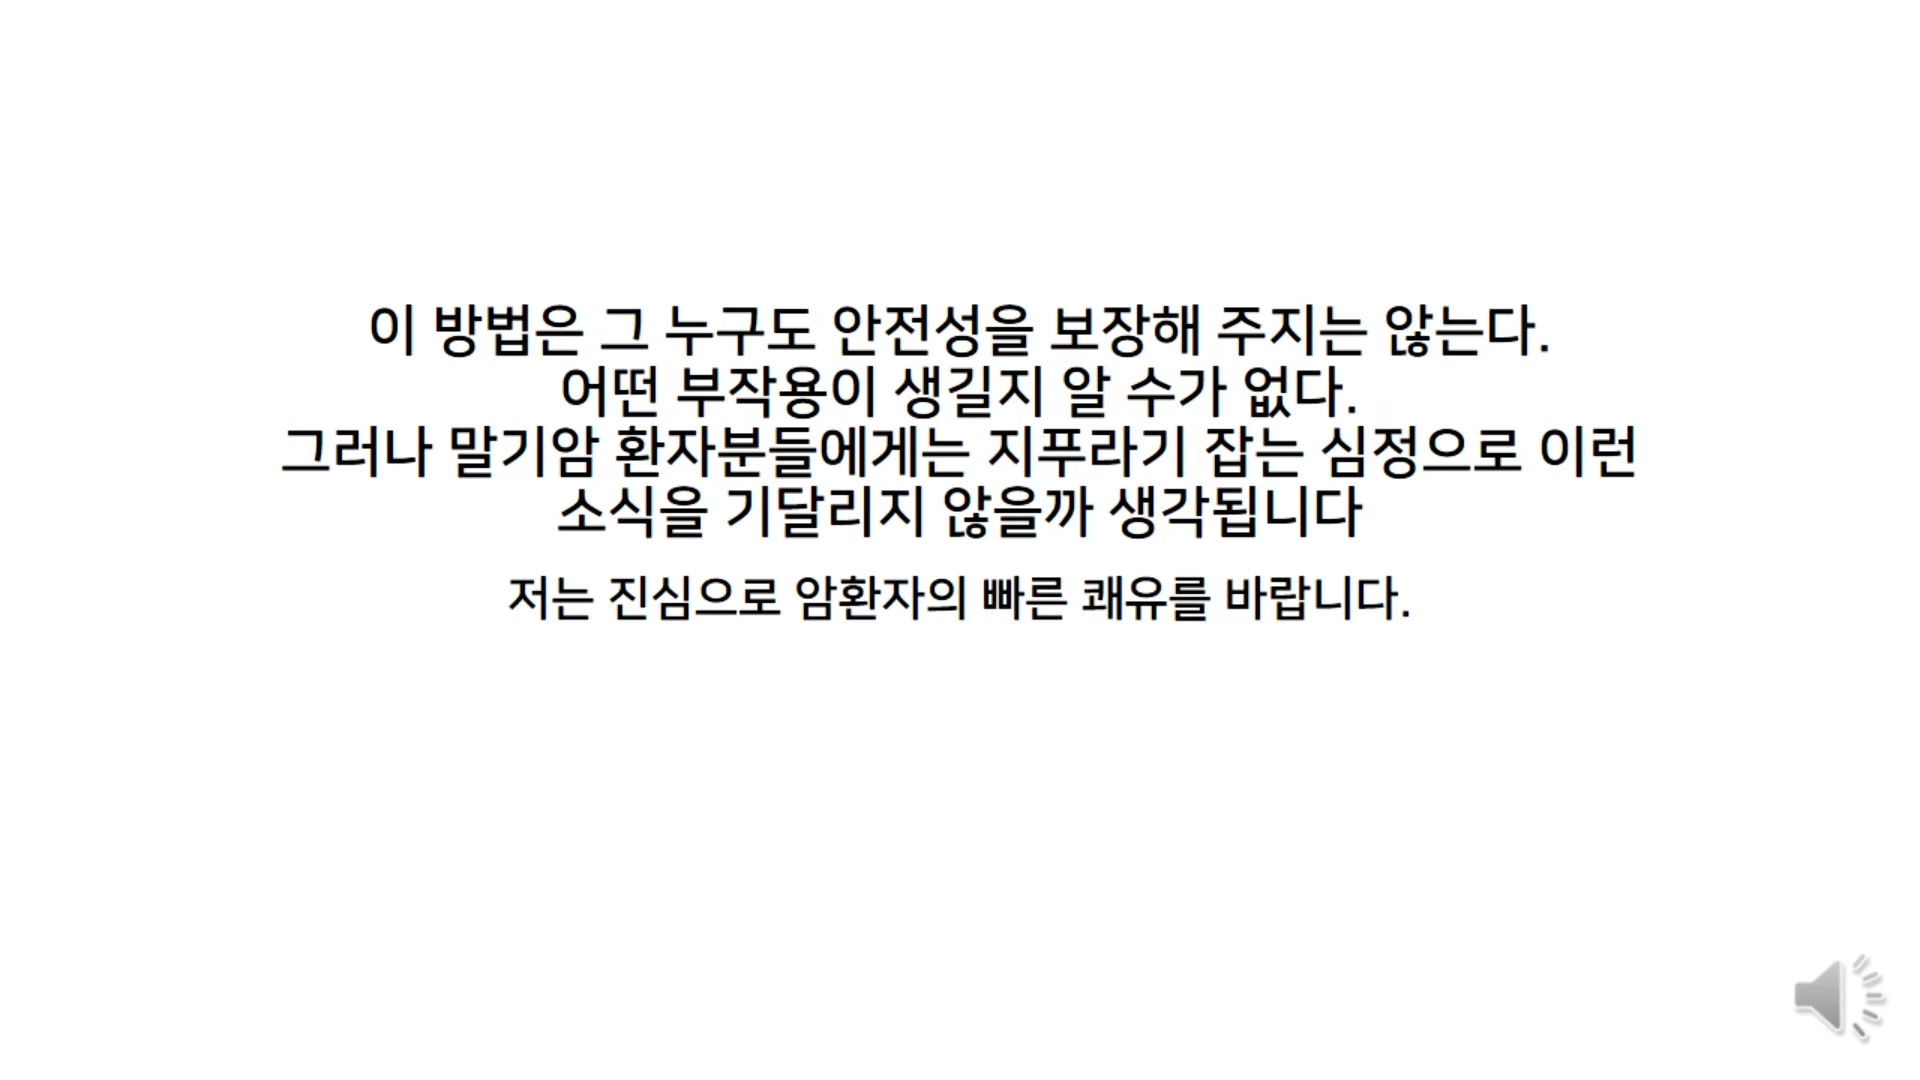 이 방법은 그 누구도 안전성을 보장해 주지는 않는다.
어떤 부작용이 생길지 알 수가 없다.
그러나 말기암 환자분들에게는 지푸라기 잡는 심정으로 이런
소식을 기달리지 않을까 생각됩니다
저는 진심으로 암환자의 빠른 쾌유를 바랍니다.